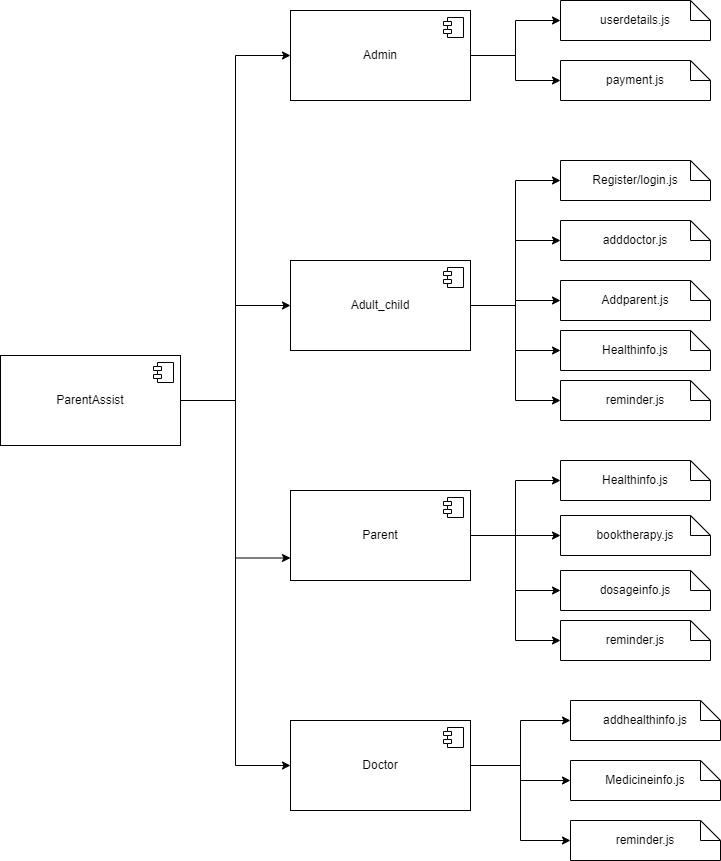 userdetails.js
Admin
payment.js
Register/login.js
adddoctor.js
Adult_child
Addparent.js
Healthinfo.js
ParentAssist
reminder.js
Healthinfo.js
Parent
booktherapy.js
dosageinfo.js
reminder.js
addhealthinfo.js
Doctor
Medicineinfo.js
reminder.js